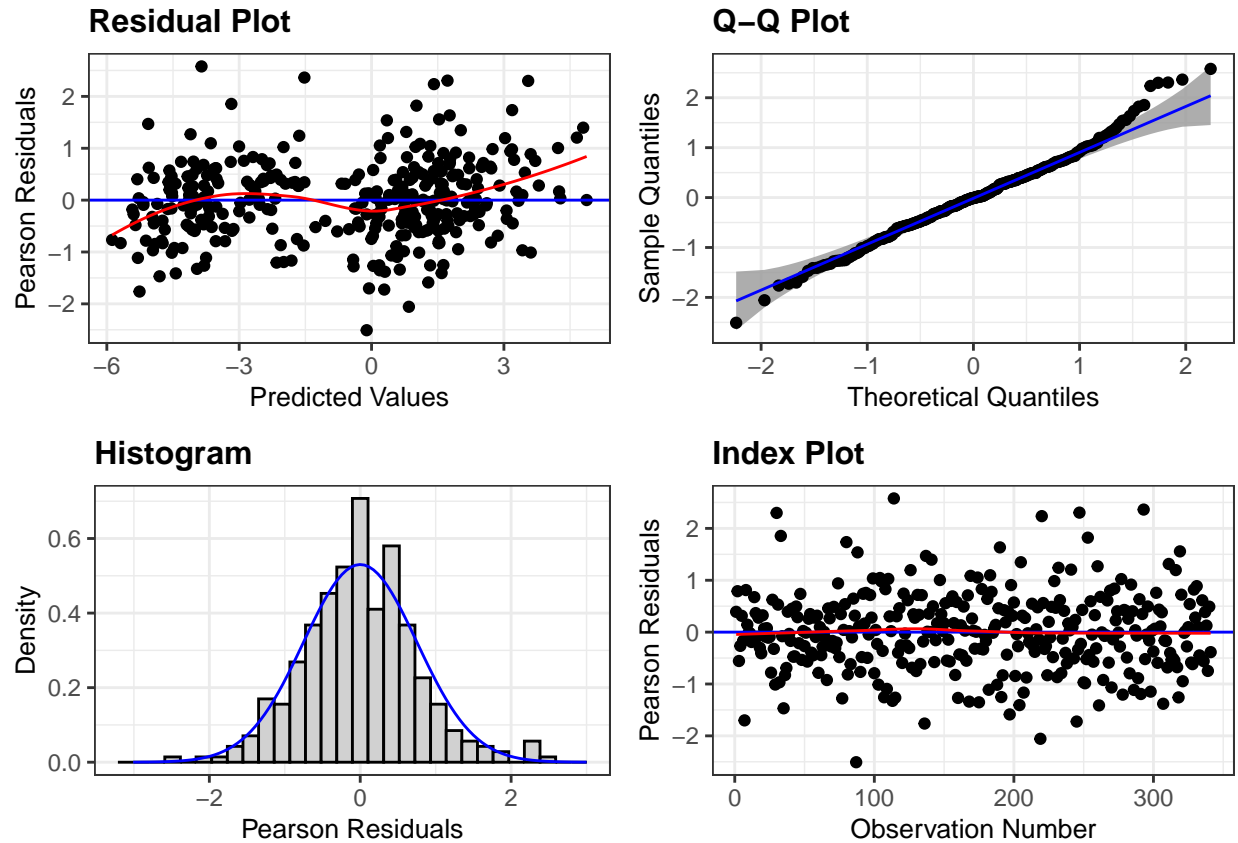 Residual Plot
Pearson Residuals
2
1
0
−1
−2
−6
−3
0
3
Predicted Values
Q−Q Plot
Sample Quantiles
2
1
0
−1
−2
−2
−1
0
1
2
Theoretical Quantiles
Histogram
Density
0.6
0.4
0.2
0.0
−2
0
2
Pearson Residuals
Index Plot
Pearson Residuals
2
1
0
−1
−2
0
100
200
300
Observation Number